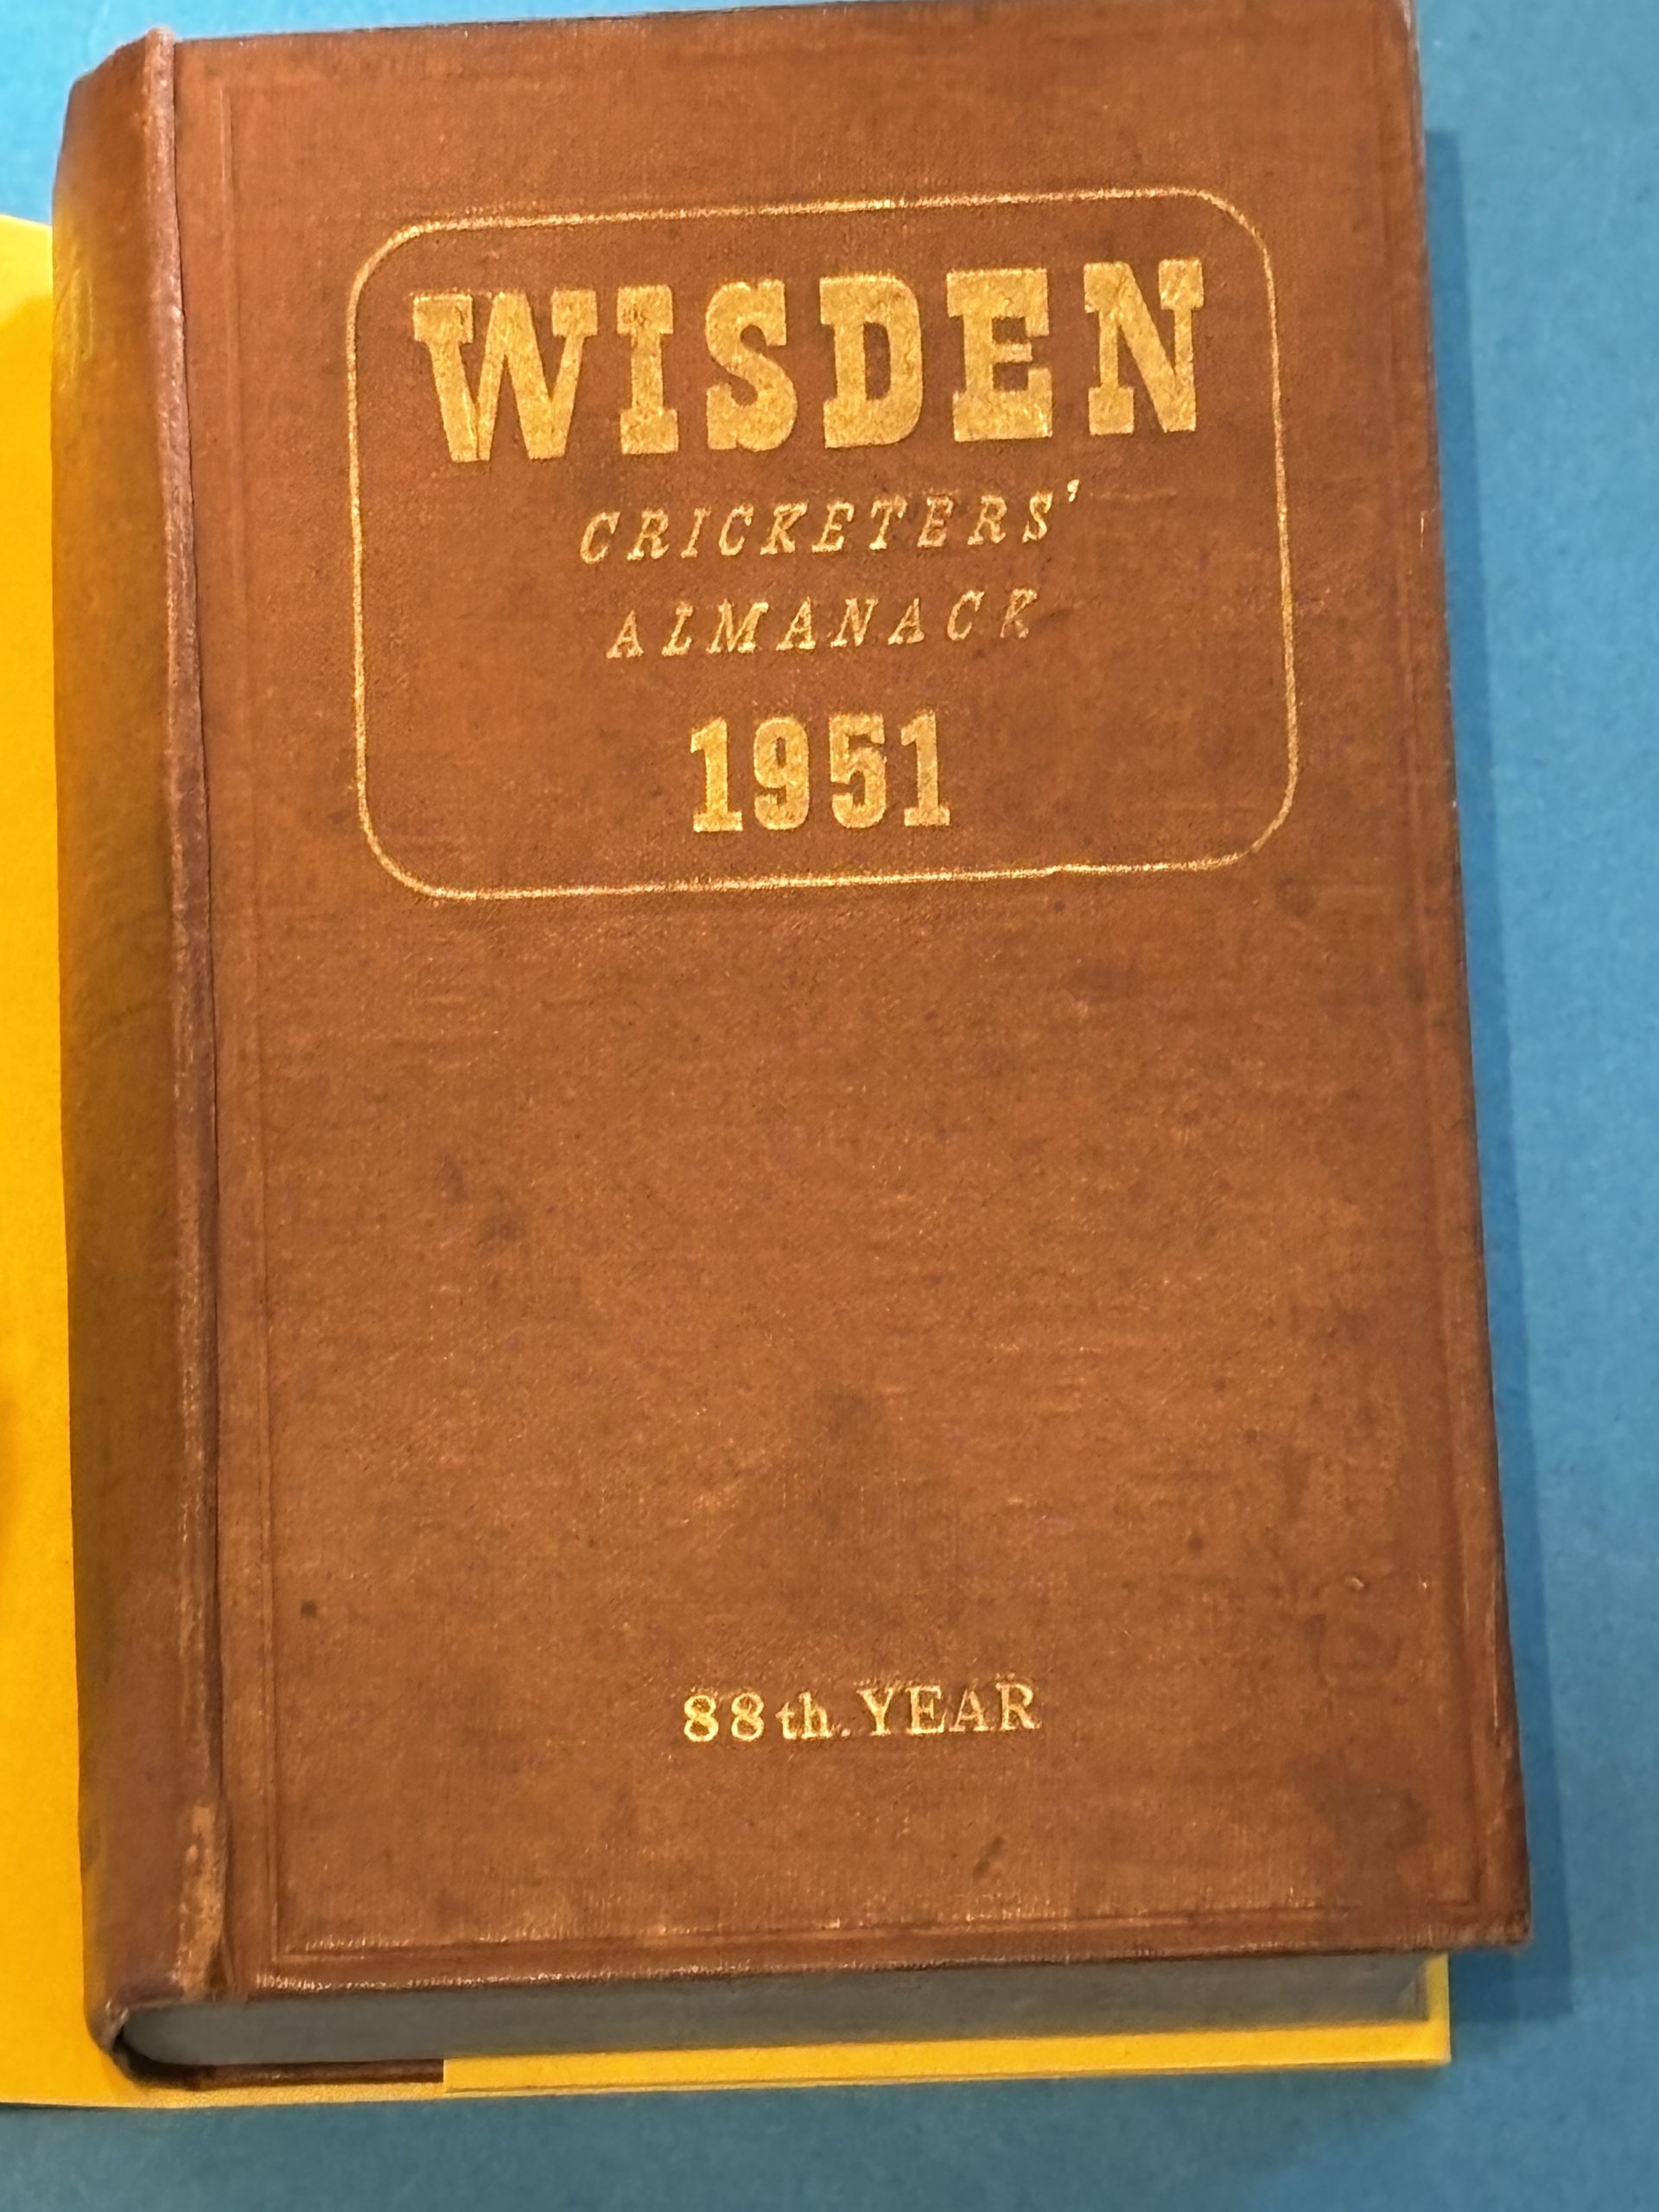 WISDEN
CRICKETERS'
ALMANACK
1951
88th. YEAR